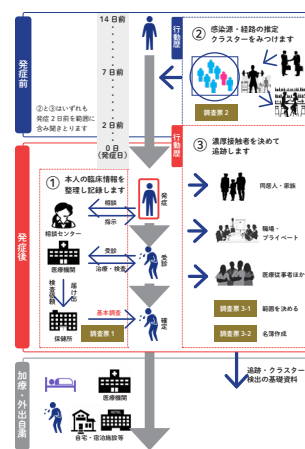 発症前
14日前
7日前
2日前
0日
(発症日)
行動歴
② 感染源・経路の推定
クラスターをみつけます
調査票2
②と③はいずれも
発症2日前を範囲に
含み聞きとります
発症後
行動歴
① 本人の臨床情報を
整理し記録します
相談
指示
相談センター
発症
受診
治療・検査
医療機関
受診
検査依頼
届け出
基本調査
保健所
調査票1
確定
③ 濃厚接触者を決めて
追跡します
同居人・家族
職場・
プライベート
医療従事者ほか
調査票3-1
範囲を決める
調査票3-2
名簿作成
加療・外出自粛
医療機関
自宅・宿泊施設等
追跡・クラスター
検出の基礎資料